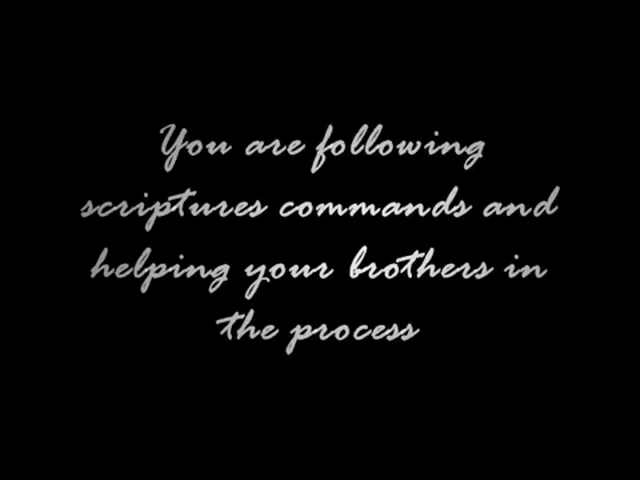 You are following
scriptures commands and
helping your brothers in
the process